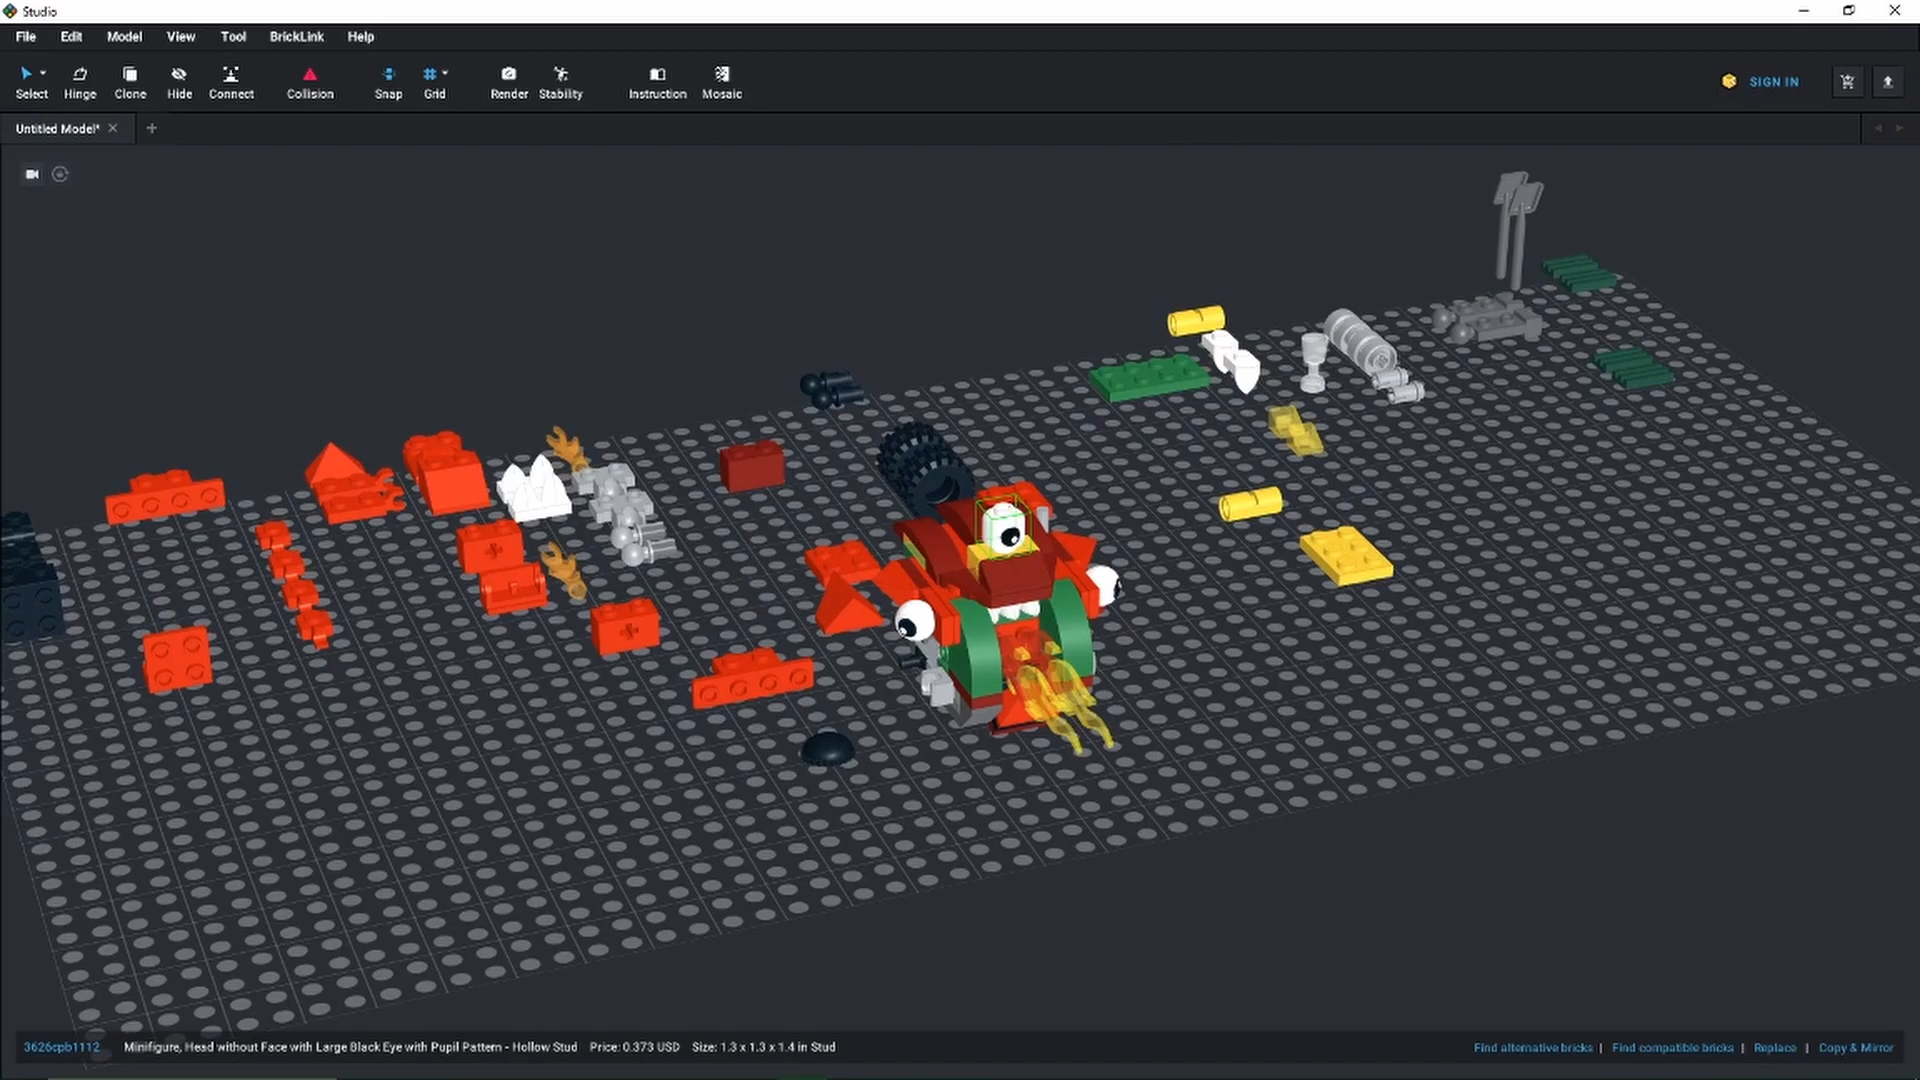 Studio
File Edit Model View Tool BrickLink Help
Select Hinge Clone Hide Connect Collision Snap Grid Render Stability Instruction Mosaic SIGN IN
Untitled Model*
3626cpb1112 Minifigure, Head without Face with Large Black Eye with Pupil Pattern - Hollow Stud Price: 0.373 USD Size: 1.3 x 1.3 x 1.4 in Stud Find alternative bricks | Find compatible bricks | Replace | Copy & Mirror